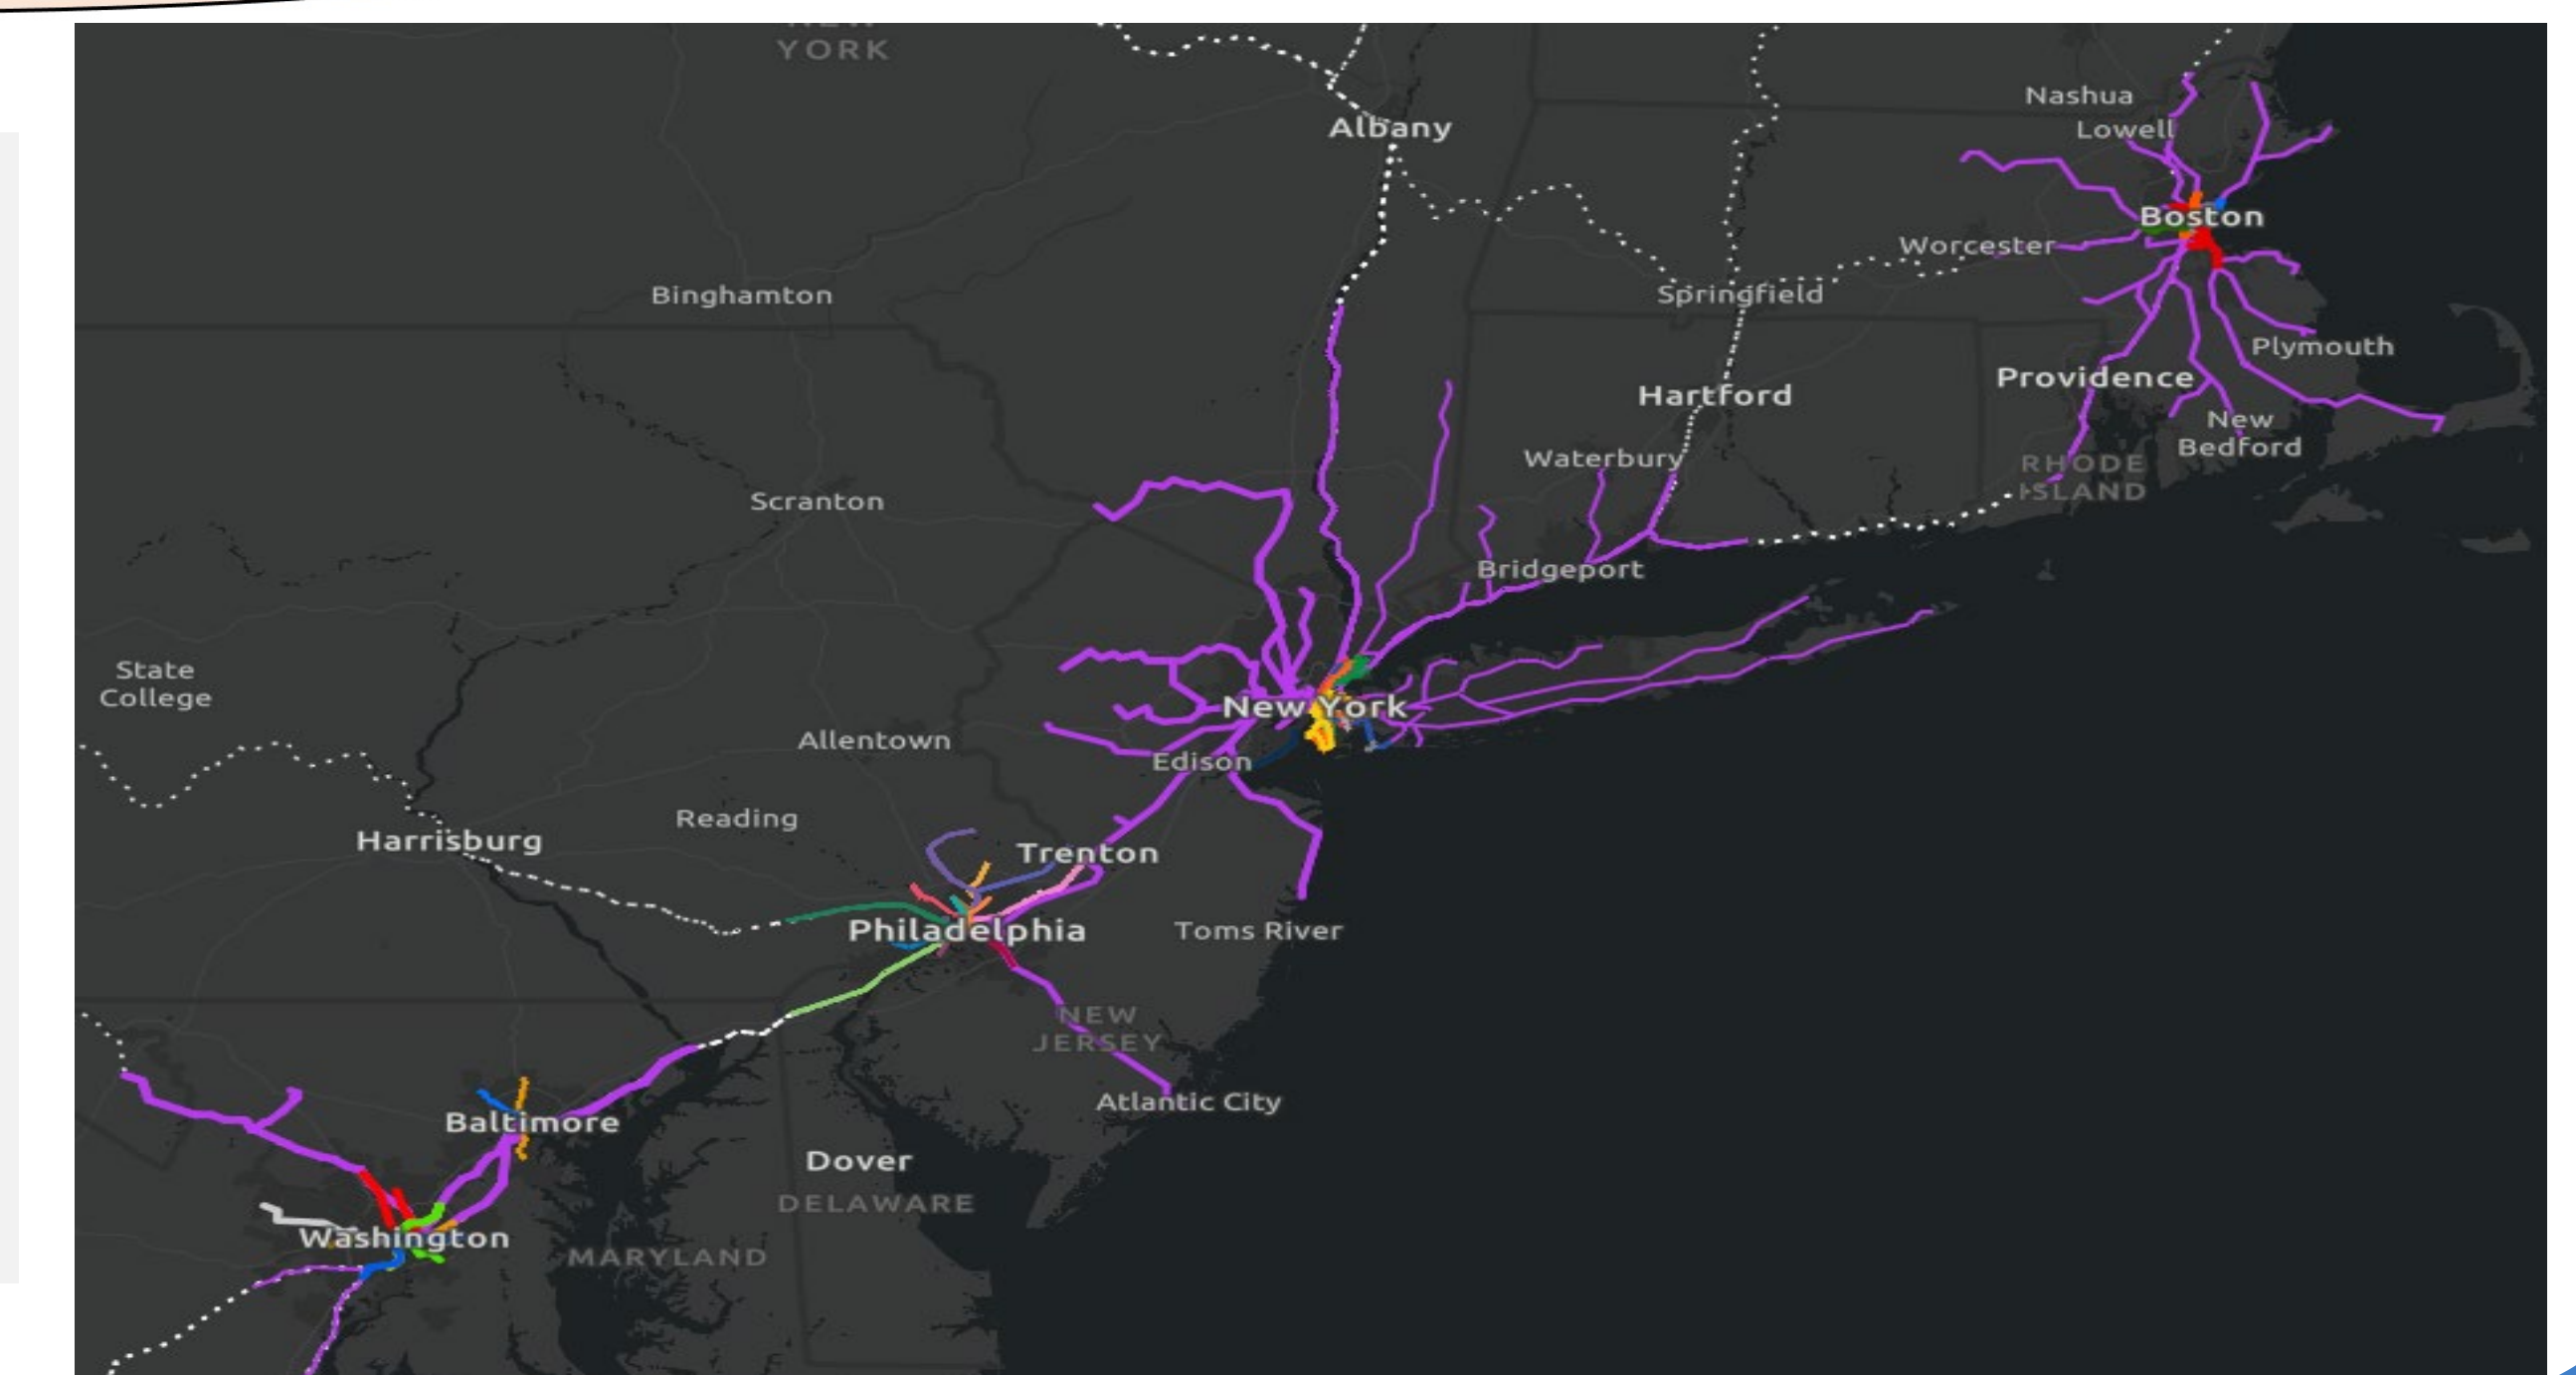 NEW
YORK
Nashua
Lowell
Albany
Boston
Worcester
Binghamton
Springfield
Plymouth
Providence
Hartford
New
Bedford
Waterbury
RHODE
ISLAND
Scranton
Bridgeport
State
College
New York
Allentown
Edison
Reading
Harrisburg
Trenton
Philadelphia
Toms River
NEW
JERSEY
Atlantic City
Baltimore
Dover
DELAWARE
Washington
MARYLAND